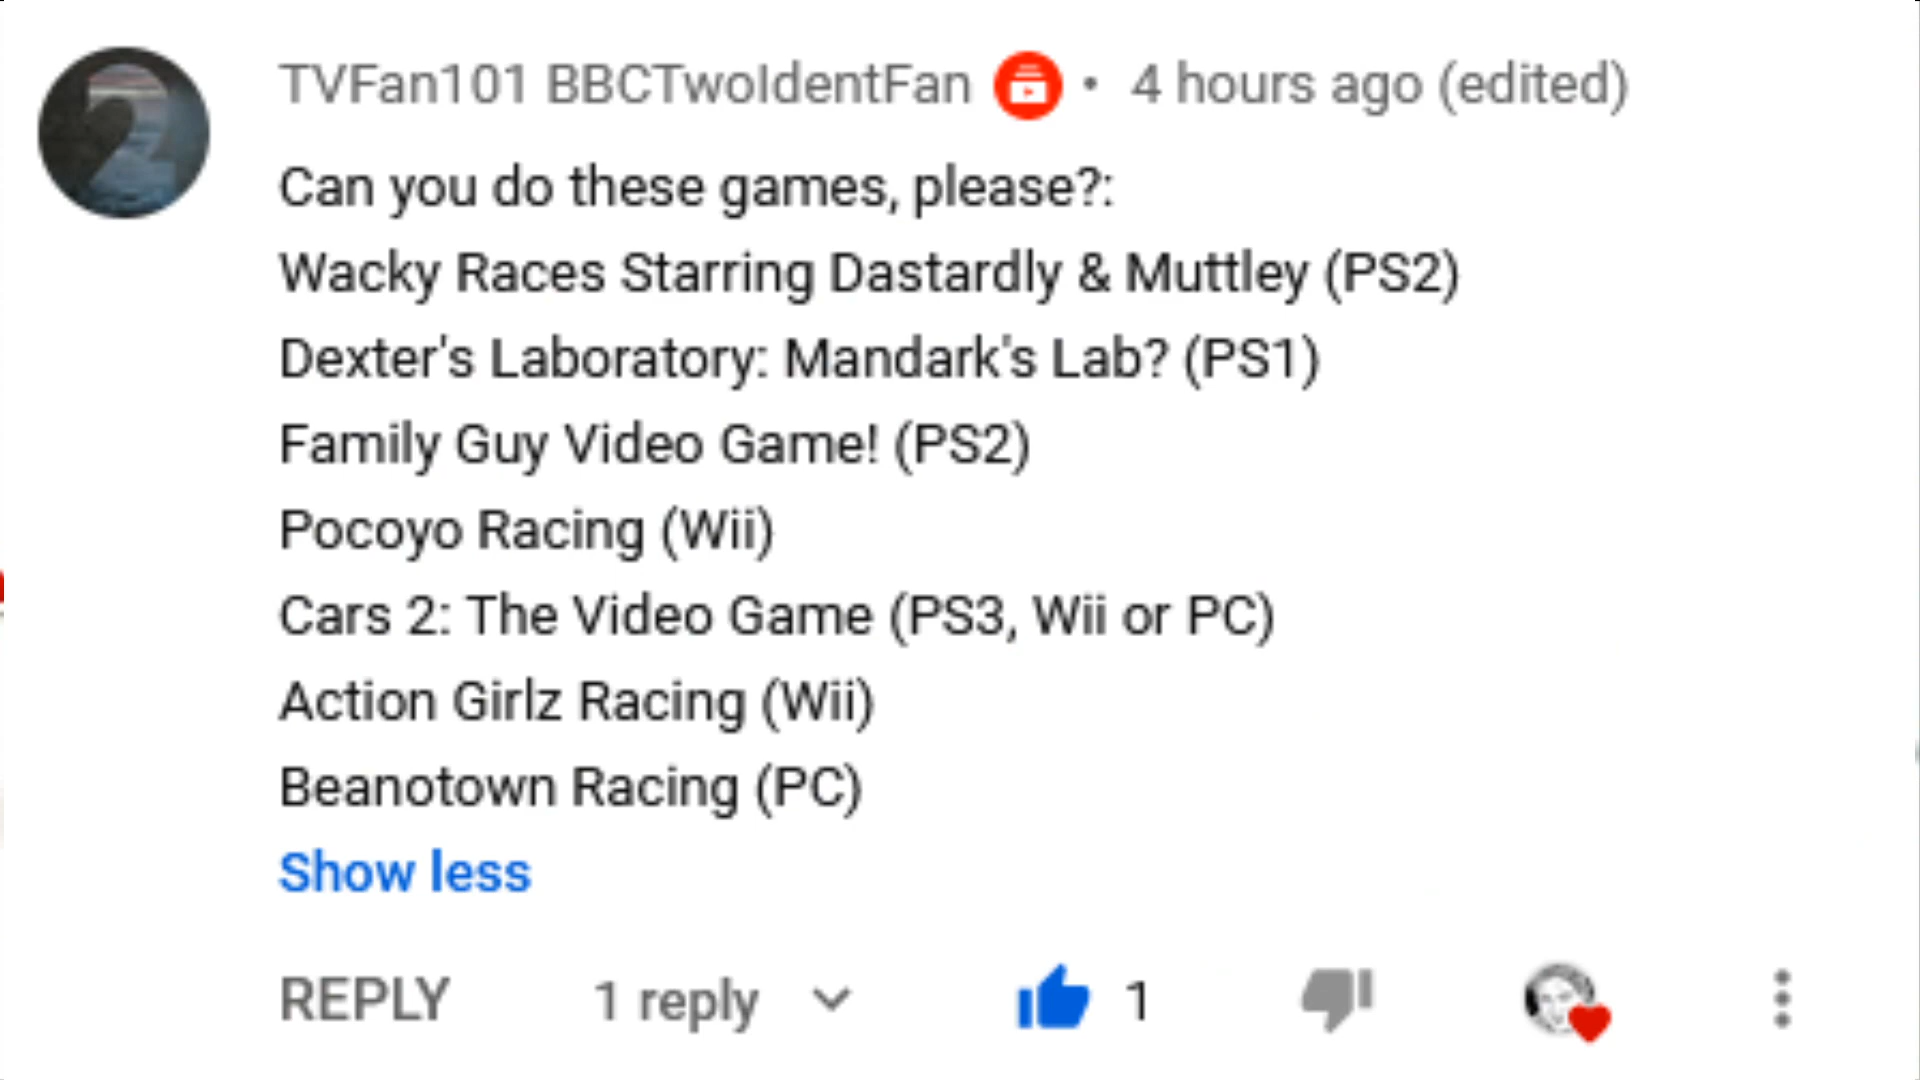 TVFan101 BBCTwoIdentFan • 4 hours ago (edited)
Can you do these games, please?:
Wacky Races Starring Dastardly & Muttley (PS2)
Dexter's Laboratory: Mandark's Lab? (PS1)
Family Guy Video Game! (PS2)
Pocoyo Racing (Wii)
Cars 2: The Video Game (PS3, Wii or PC)
Action Girlz Racing (Wii)
Beanotown Racing (PC)
Show less
REPLY 1 reply 1